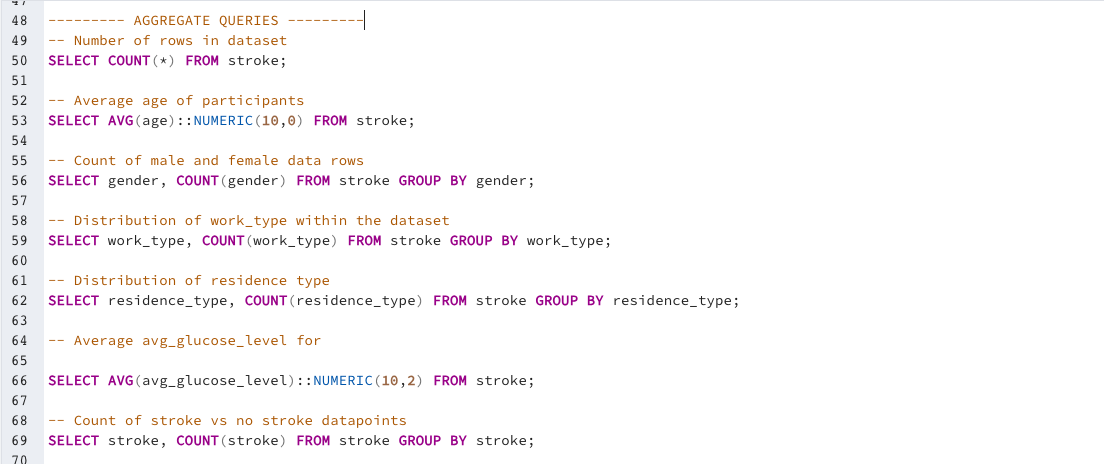 47
48 --------- AGGREGATE QUERIES ---------
49 -- Number of rows in dataset
50 SELECT COUNT(*) FROM stroke;
51
52 -- Average age of participants
53 SELECT AVG(age)::NUMERIC(10,0) FROM stroke;
54
55 -- Count of male and female data rows
56 SELECT gender, COUNT(gender) FROM stroke GROUP BY gender;
57
58 -- Distribution of work_type within the dataset
59 SELECT work_type, COUNT(work_type) FROM stroke GROUP BY work_type;
60
61 -- Distribution of residence type
62 SELECT residence_type, COUNT(residence_type) FROM stroke GROUP BY residence_type;
63
64 -- Average avg_glucose_level for
65
66 SELECT AVG(avg_glucose_level)::NUMERIC(10,2) FROM stroke;
67
68 -- Count of stroke vs no stroke datapoints
69 SELECT stroke, COUNT(stroke) FROM stroke GROUP BY stroke;
70